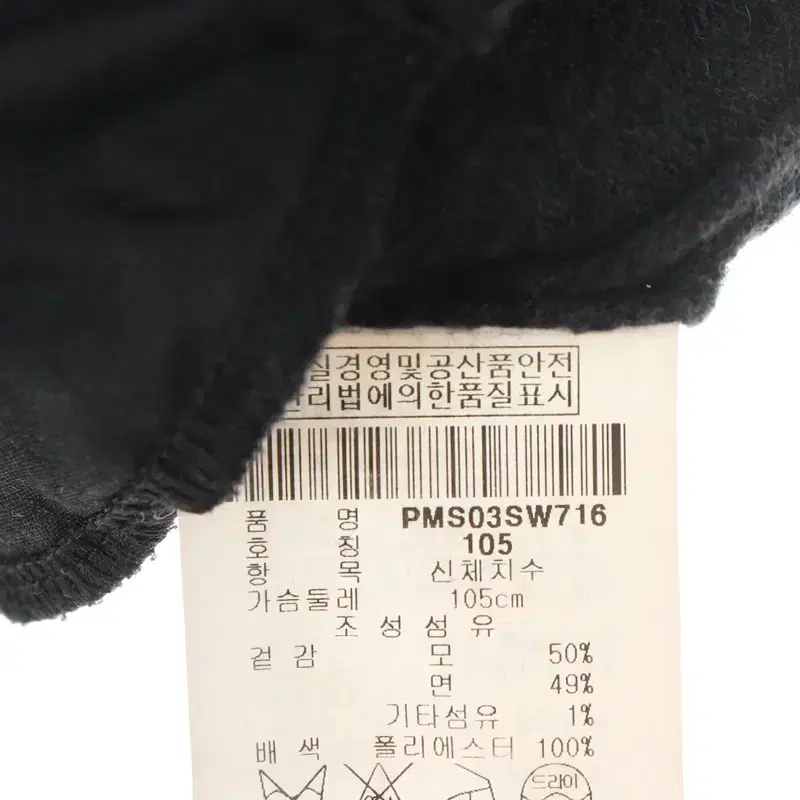 질경영및공산품안전
관리법에의한품질표시
품 명 PMS03SW716
호 칭 105
항 목 신체치수
가슴둘레 105cm
조 성 섬 유
겉 감 모 50%
면 49%
기타섬유 1%
배 색 폴리에스터 100%
드라이